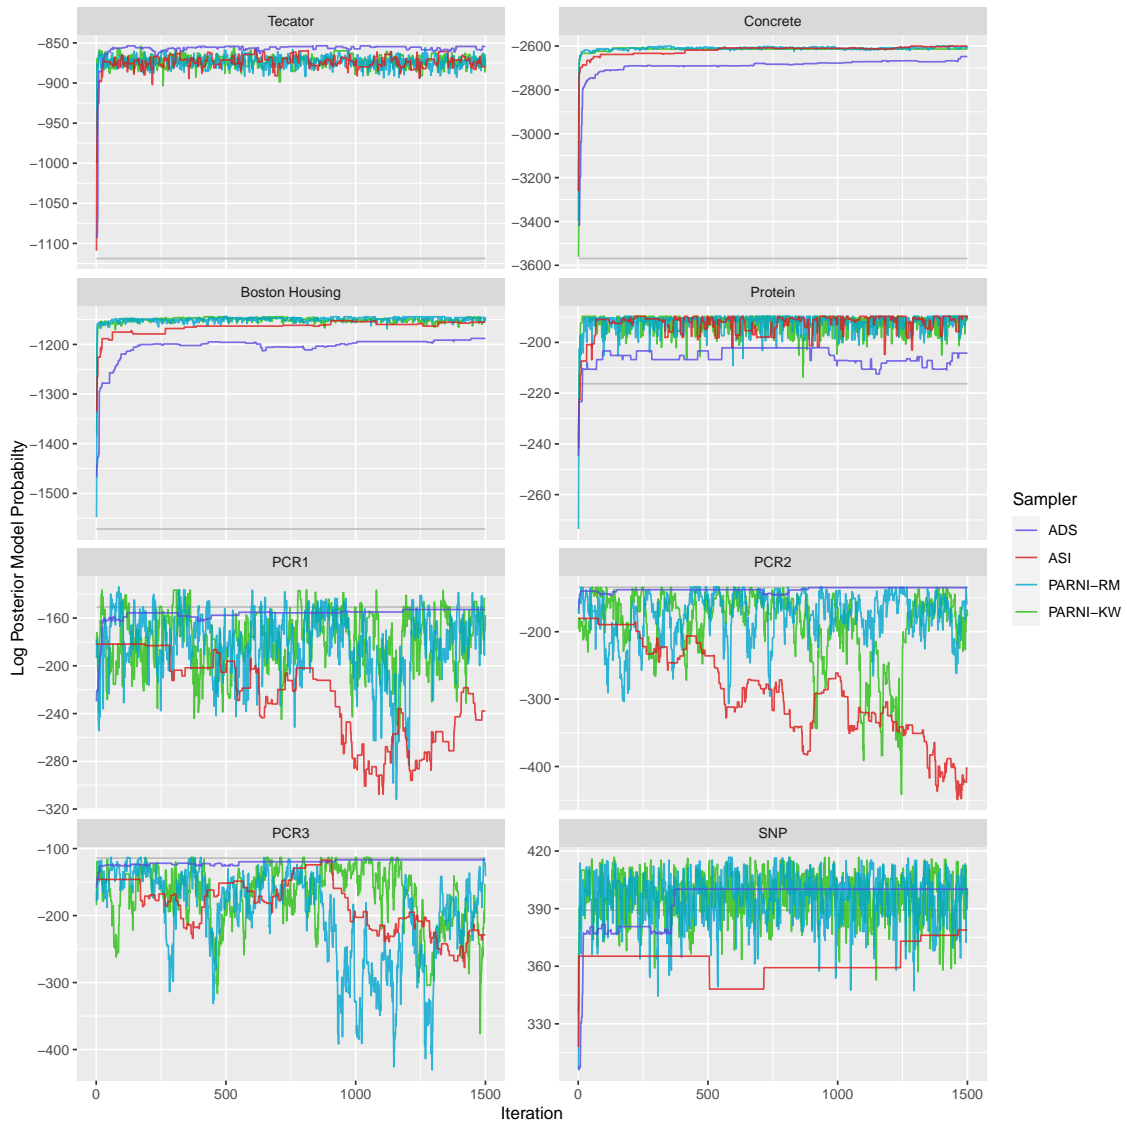 Tecator
Concrete
−850
−900
−950
−1000
−1050
−1100
−2600
−2800
−3000
−3200
−3400
−3600
Boston Housing
Protein
−1200
−1300
−1400
−1500
−200
−220
−240
−260
PCR1
PCR2
−160
−200
−240
−280
−320
−200
−300
−400
PCR3
SNP
−100
−200
−300
−400
420
390
360
330
0
500
1000
1500
0
500
1000
1500
Iteration
Log Posterior Model Probabilty
Sampler
ADS
ASI
PARNI−RM
PARNI−KW